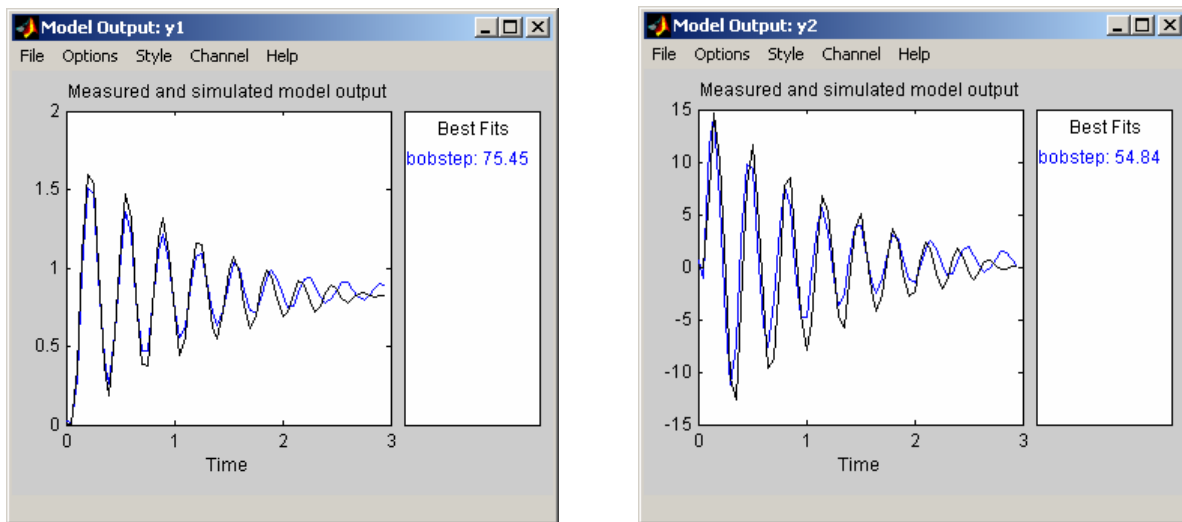 Model Output: y1
File Options Style Channel Help
Measured and simulated model output
2
1.5
1
0.5
0
0 1 2 3
Time
Best Fits
bobstep: 75.45
Model Output: y2
File Options Style Channel Help
Measured and simulated model output
15
10
5
0
-5
-10
-15
0 1 2 3
Time
Best Fits
bobstep: 54.84